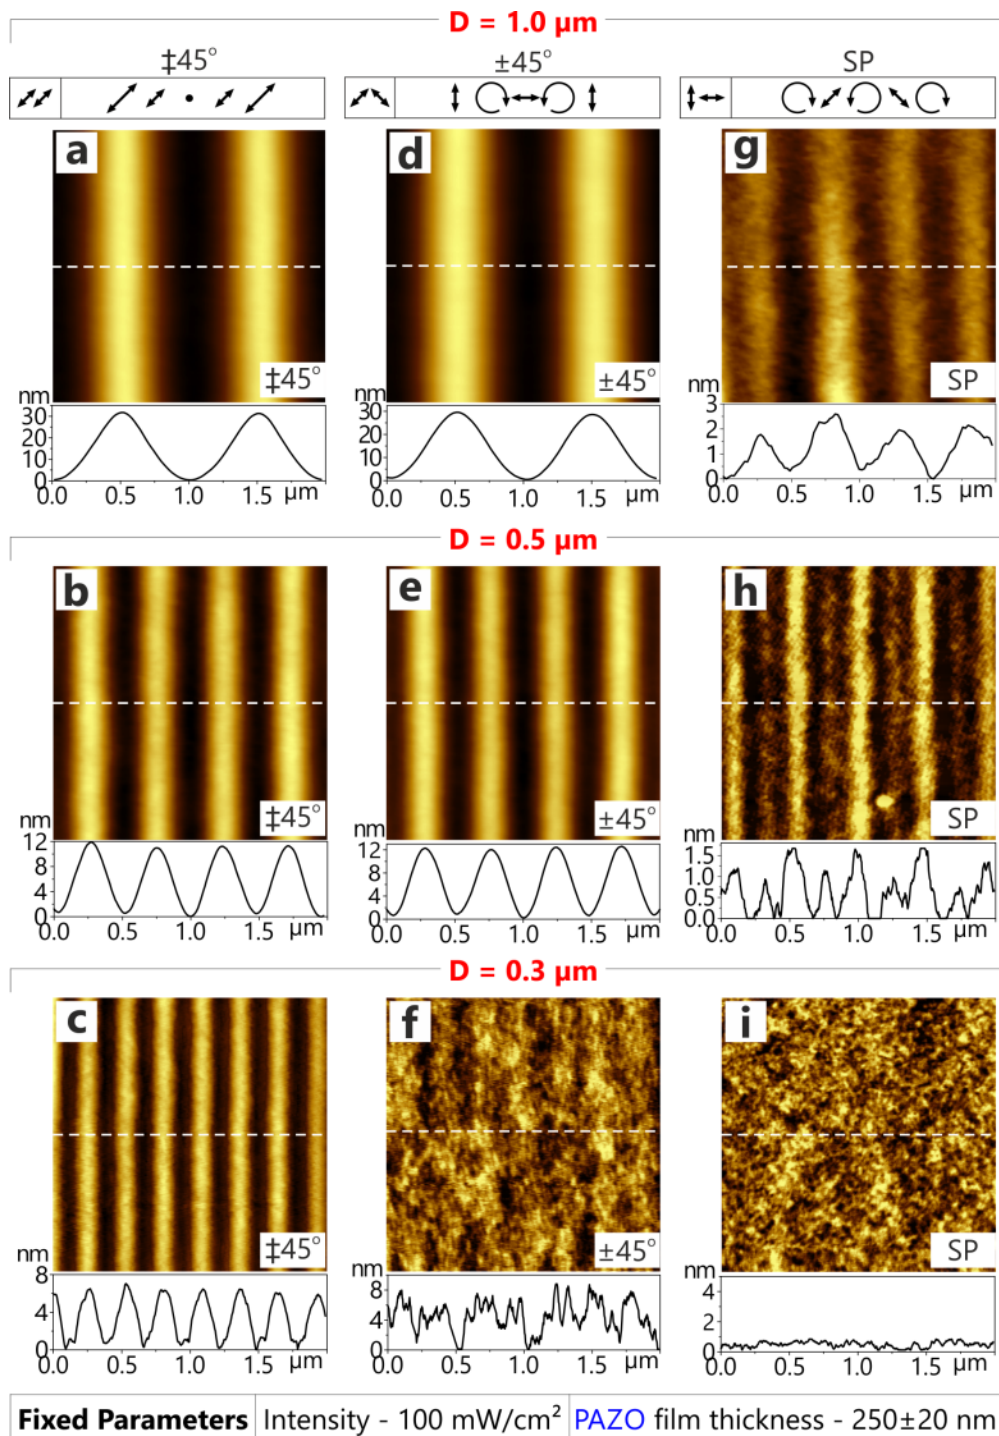 D = 1.0 µm
‡45° ±45° SP
a d g
‡45° ±45° SP
nm nm 3
30 30 2
20 20 1
10 10 0
0 0
0.0 0.5 1.0 1.5 µm 0.0 0.5 1.0 1.5 µm 0.0 0.5 1.0 1.5 µm
D = 0.5 µm
b e h
‡45° ±45° SP
nm nm nm
12 12 1.5
8 8 1.0
4 4 0.5
0 0 0.0
0.0 0.5 1.0 1.5 µm 0.0 0.5 1.0 1.5 µm 0.0 0.5 1.0 1.5 µm
D = 0.3 µm
c f i
‡45° ±45° SP
nm nm nm
8 8 4
4 4 2
0 0 0
0.0 0.5 1.0 1.5 µm 0.0 0.5 1.0 1.5 µm 0.0 0.5 1.0 1.5 µm
Fixed Parameters Intensity - 100 mW/cm² PAZO film thickness - 250±20 nm